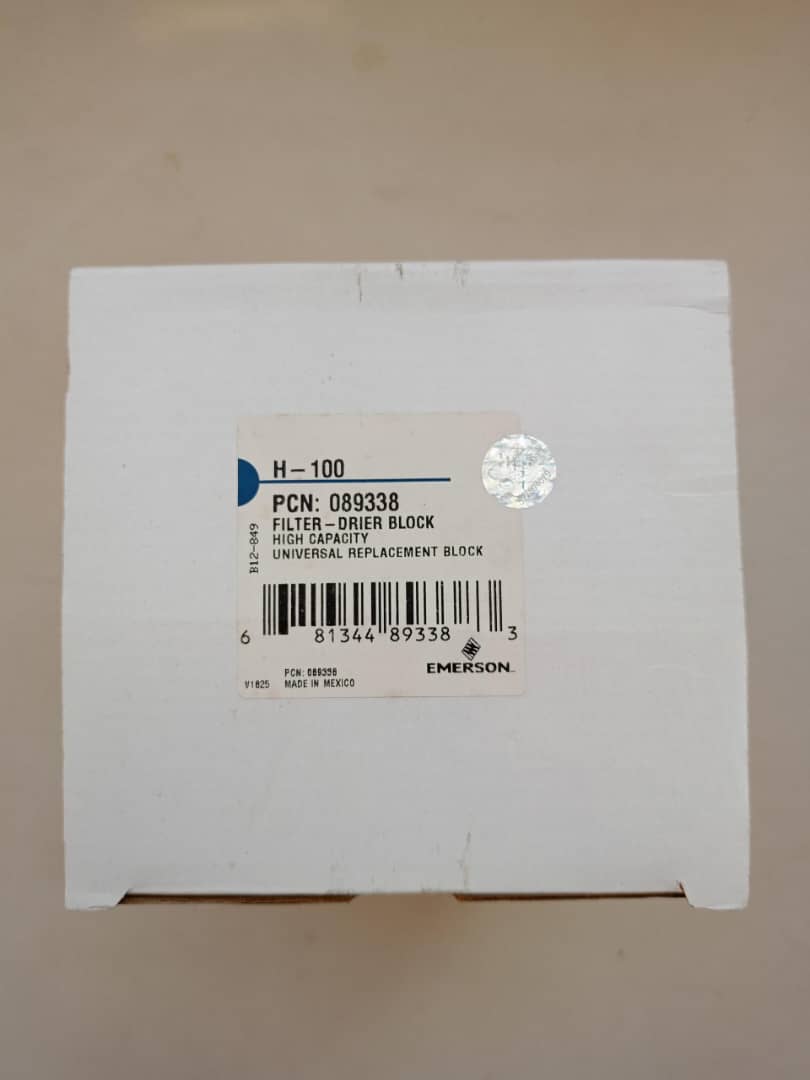 H-100
PCN: 089338
FILTER-DRIER BLOCK
HIGH CAPACITY
UNIVERSAL REPLACEMENT BLOCK
B12-849
6 81344 89338 3
EMERSON
PCN: 089338
V1825 MADE IN MEXICO